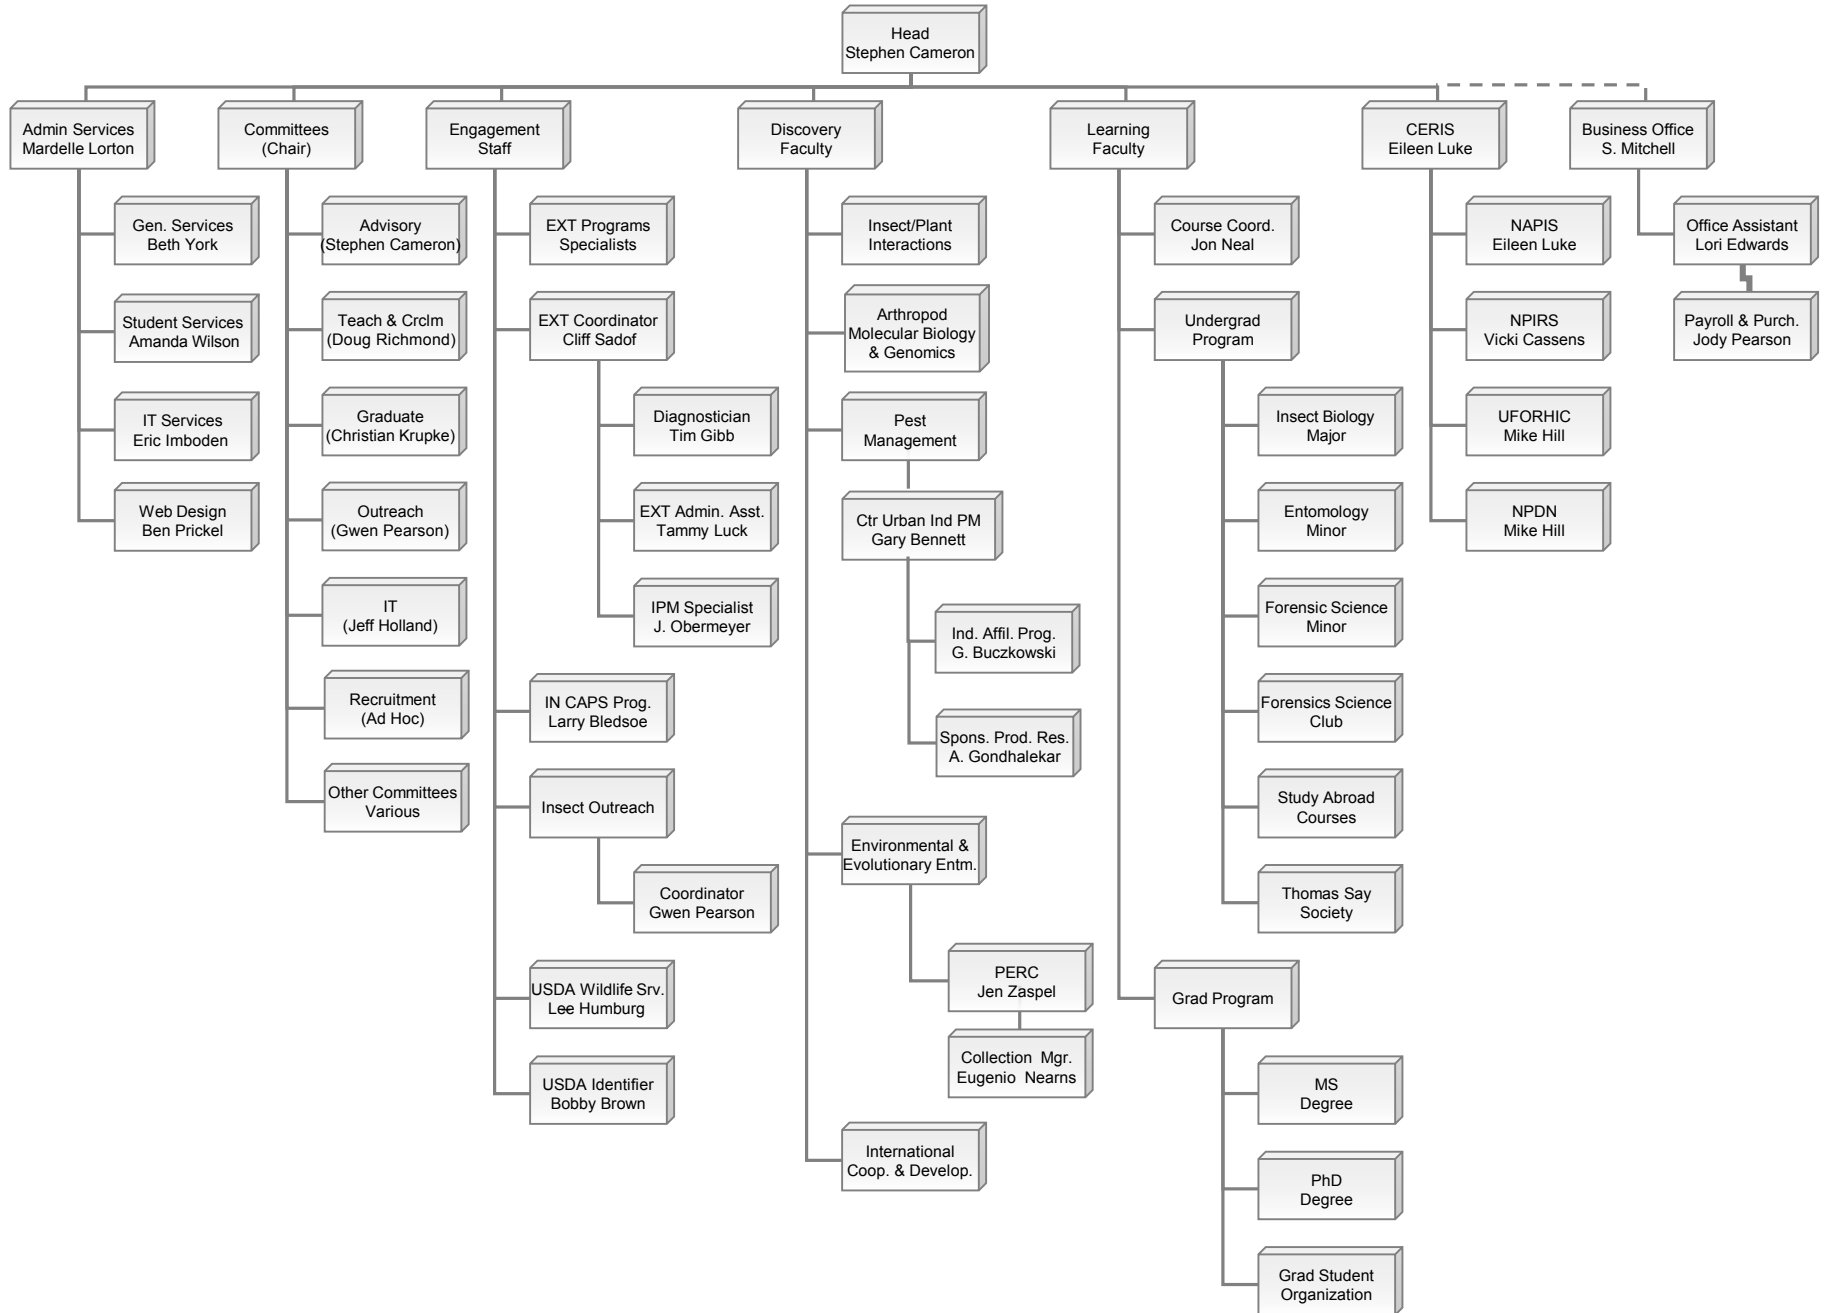 Head
Stephen Cameron
Admin Services
Mardelle Lorton
Gen. Services
Beth York
Student Services
Amanda Wilson
IT Services
Eric Imboden
Web Design
Ben Prickel
Committees
(Chair)
Advisory
(Stephen Cameron)
Teach & Crclm
(Doug Richmond)
Graduate
(Christian Krupke)
Outreach
(Gwen Pearson)
IT
(Jeff Holland)
Recruitment
(Ad Hoc)
Other Committees
Various
Engagement
Staff
EXT Programs
Specialists
EXT Coordinator
Cliff Sadof
Diagnostician
Tim Gibb
EXT Admin. Asst.
Tammy Luck
IPM Specialist
J. Obermeyer
IN CAPS Prog.
Larry Bledsoe
Insect Outreach
Coordinator
Gwen Pearson
USDA Wildlife Srv.
Lee Humburg
USDA Identifier
Bobby Brown
Discovery
Faculty
Insect/Plant
Interactions
Arthropod
Molecular Biology
& Genomics
Pest
Management
Ctr Urban Ind PM
Gary Bennett
Ind. Affil. Prog.
G. Buczkowski
Spons. Prod. Res.
A. Gondhalekar
Environmental &
Evolutionary Entm.
PERC
Jen Zaspel
Collection Mgr.
Eugenio Nearns
International
Coop. & Develop.
Learning
Faculty
Course Coord.
Jon Neal
Undergrad
Program
Insect Biology
Major
Entomology
Minor
Forensic Science
Minor
Forensics Science
Club
Study Abroad
Courses
Thomas Say
Society
Grad Program
MS
Degree
PhD
Degree
Grad Student
Organization
CERIS
Eileen Luke
NAPIS
Eileen Luke
NPIRS
Vicki Cassens
UFORHIC
Mike Hill
NPDN
Mike Hill
Business Office
S. Mitchell
Office Assistant
Lori Edwards
Payroll & Purch.
Jody Pearson